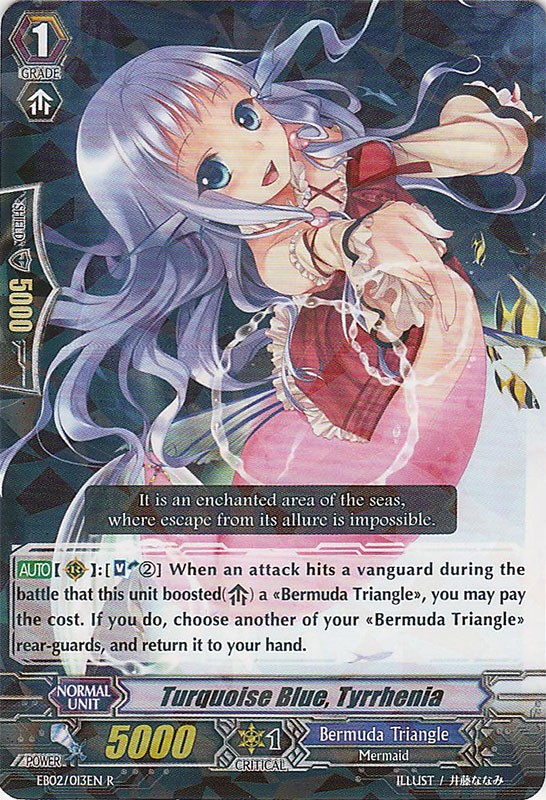 1
GRADE
SHIELD
5000
It is an enchanted area of the seas,
where escape from its allure is impossible.
AUTO【 】:[V ②] When an attack hits a vanguard during the
battle that this unit boosted( ) a «Bermuda Triangle», you may pay
the cost. If you do, choose another of your «Bermuda Triangle»
rear-guards, and return it to your hand.
NORMAL
UNIT
Turquoise Blue, Tyrrhenia
POWER
5000
1
CRITICAL
Bermuda Triangle
Mermaid
EB02/013EN R
ILLUST / 井藤ななみ